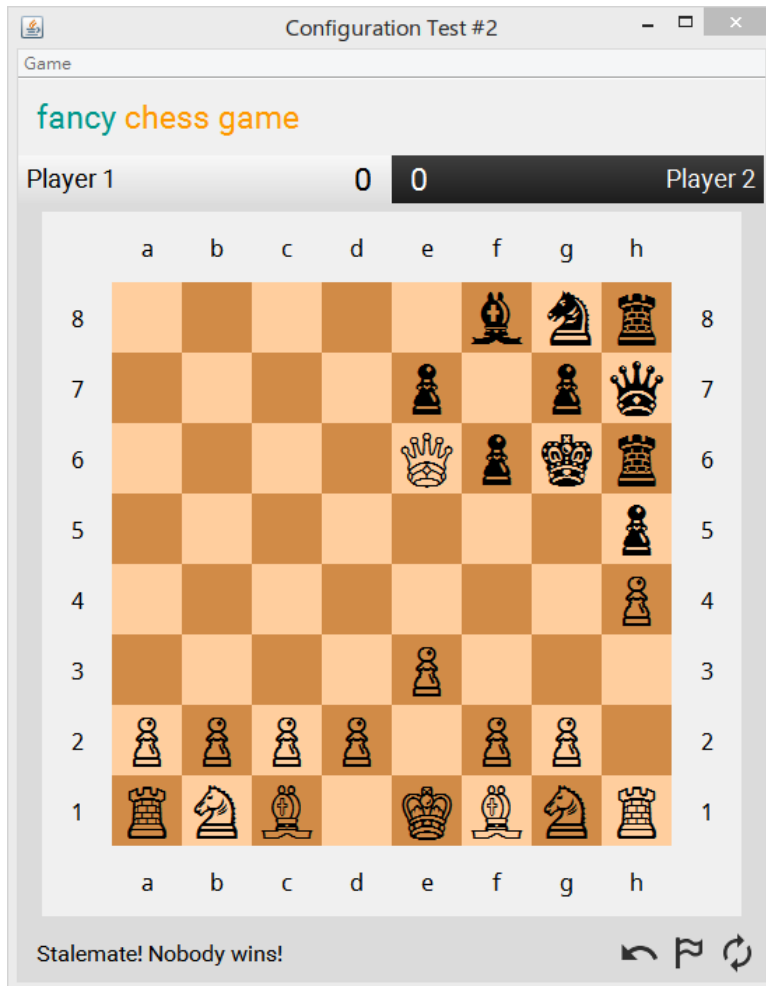 Configuration Test #2
Game
fancy chess game
Player 1 0 0 Player 2
a b c d e f g h
8 8
7 7
6 6
5 5
4 4
3 3
2 2
1 1
a b c d e f g h
Stalemate! Nobody wins!